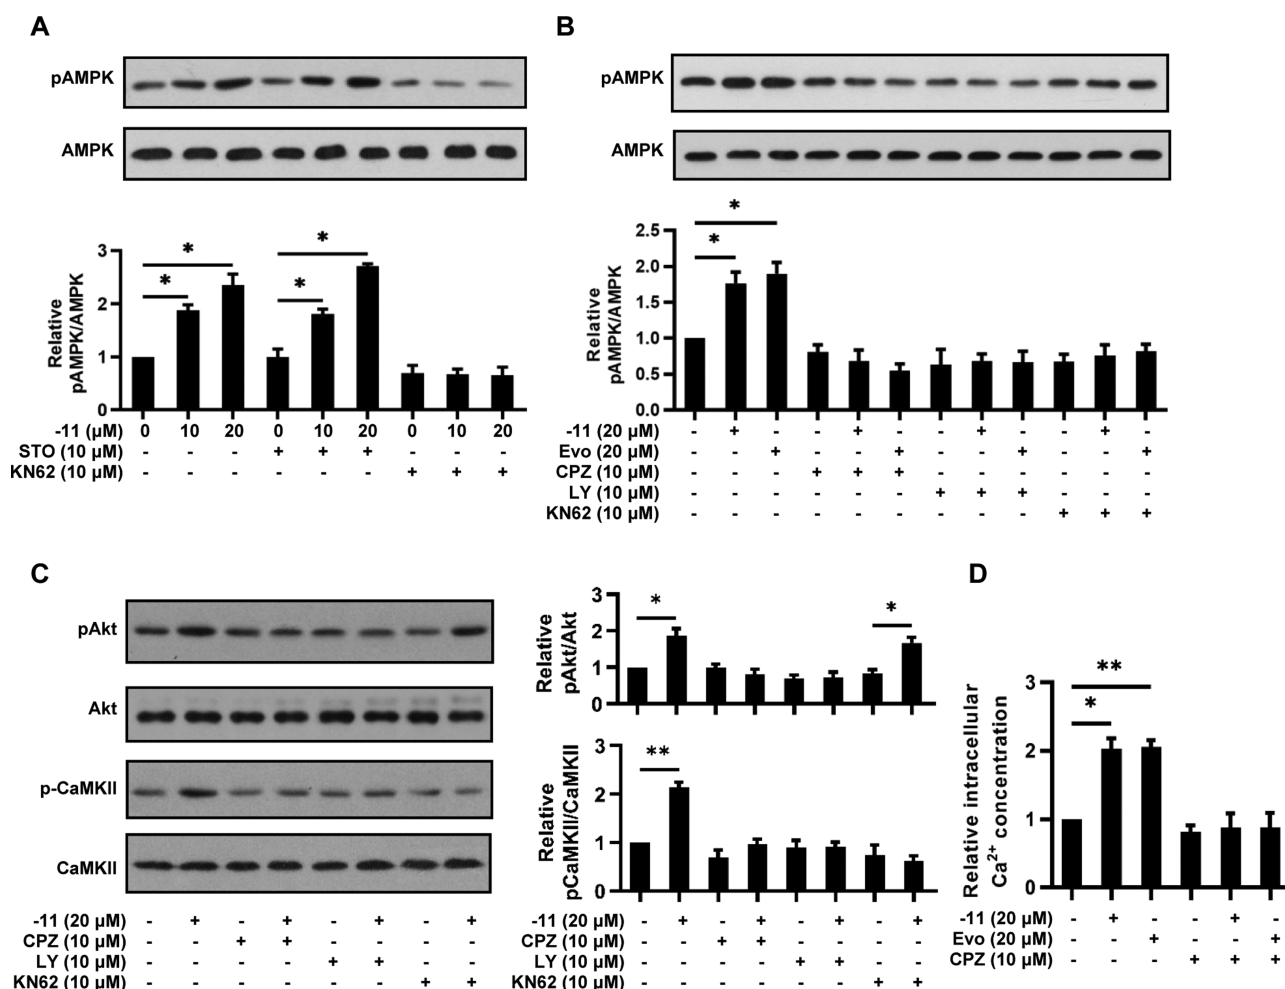 A
pAMPK
AMPK
Relative
pAMPK/AMPK
3
2
1
0
*
*
*
*
-11 (µM) 0 10 20 0 10 20 0 10 20
STO (10 µM) - - - + + + - - -
KN62 (10 µM) - - - - - - + + +
B
pAMPK
AMPK
Relative
pAMPK/AMPK
2.5
2.0
1.5
1.0
0.5
0.0
*
*
-11 (20 µM) - + - - + - - + - - + -
Evo (20 µM) - - + - - + - - + - - +
CPZ (10 µM) - - - + + + - - - - - -
LY (10 µM) - - - - - - + + + - - -
KN62 (10 µM) - - - - - - - - - + + +
C
pAkt
Akt
p-CaMKII
CaMKII
-11 (20 µM) - + - + - + - +
CPZ (10 µM) - - + + - - - -
LY (10 µM) - - - - + + - -
KN62 (10 µM) - - - - - - + +
Relative
pAkt/Akt
3
2
1
0
*
*
Relative
pCaMKII/CaMKII
3
2
1
0
**
-11 (20 µM) - + - + - + - +
CPZ (10 µM) - - + + - - - -
LY (10 µM) - - - - + + - -
KN62 (10 µM) - - - - - - + +
D
Relative intracellular
Ca²⁺ concentration
3
2
1
0
**
*
-11 (20 µM) - + - - + -
Evo (20 µM) - - + - - +
CPZ (10 µM) - - - + + +